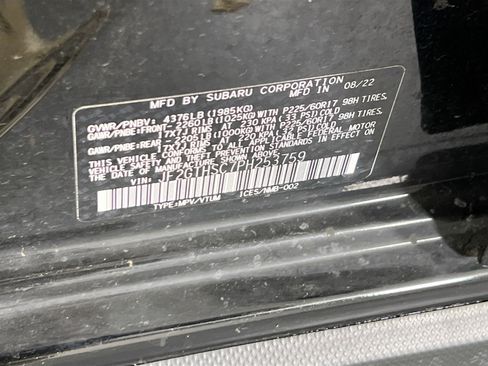 MFD BY SUBARU CORPORATION
MFD IN 08/22
GVWR/PNBV: 4376LB(1985KG)
GAWR/PNBE:FRONT: 2260LB(1025KG)WITH P225/60R17 98H TIRES.
17X7J RIMS AT 230 KPA(33 PSI)COLD
GAWR/PNBE:REAR: 2205LB(1000KG)WITH P225/60R17 98H TIRES.
17X7J RIMS AT 220 KPA(32 PSI)COLD
THIS VEHICLE CONFORMS TO ALL APPLICABLE FEDERAL MOTOR
VEHICLE SAFETY AND THEFT PREVENTION STANDARDS IN EFFECT ON
THE DATE OF MANUFACTURE SHOWN ABOVE.
VIN:
TYPE:MPV/VTUM ICES/NMB-002